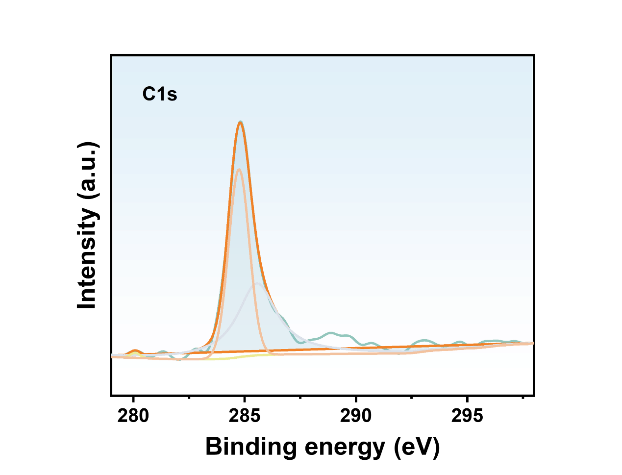 C1s
Intensity (a.u.)
280 285 290 295
Binding energy (eV)